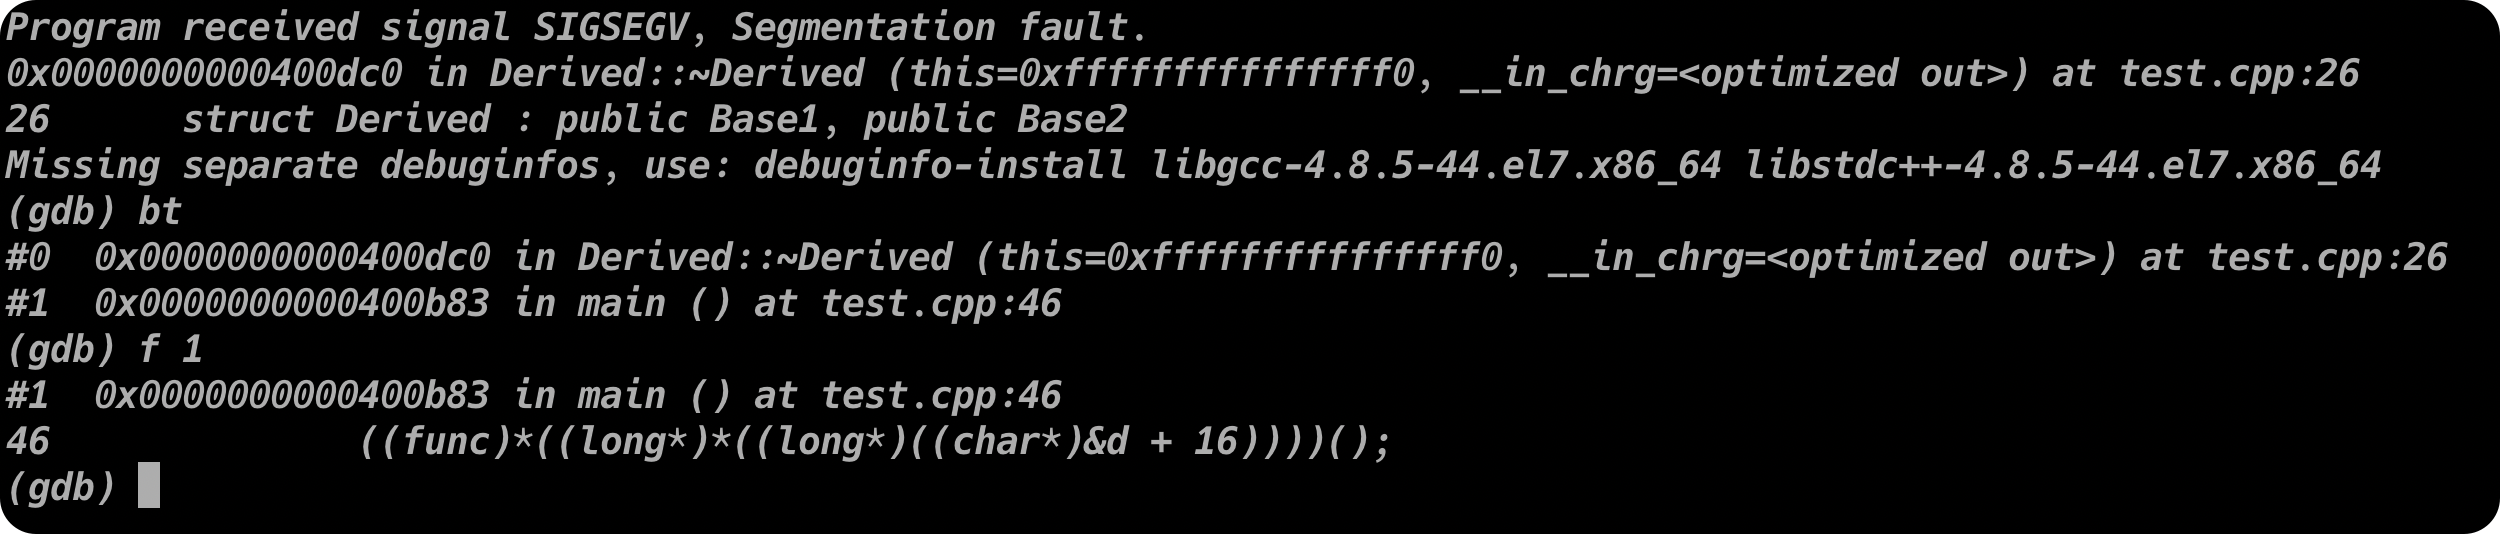 Program received signal SIGSEGV, Segmentation fault.
0x0000000000400dc0 in Derived::~Derived (this=0xfffffffffffffff0, __in_chrg=<optimized out>) at test.cpp:26
26      struct Derived : public Base1, public Base2
Missing separate debuginfos, use: debuginfo-install libgcc-4.8.5-44.el7.x86_64 libstdc++-4.8.5-44.el7.x86_64
(gdb) bt
#0  0x0000000000400dc0 in Derived::~Derived (this=0xfffffffffffffff0, __in_chrg=<optimized out>) at test.cpp:26
#1  0x0000000000400b83 in main () at test.cpp:46
(gdb) f 1
#1  0x0000000000400b83 in main () at test.cpp:46
46              ((func)*((long*)*((long*)((char*)&d + 16))))();
(gdb)